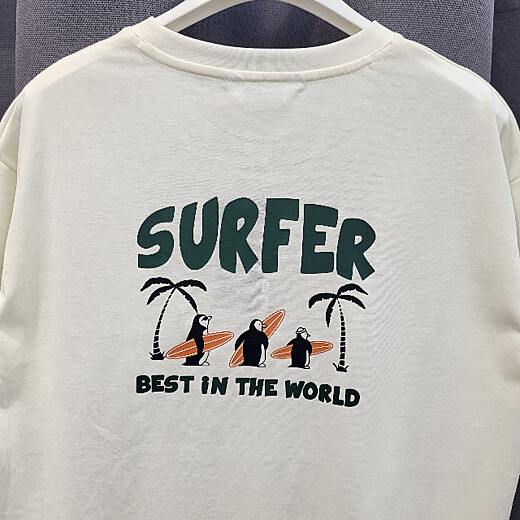 SURFER
BEST iN THE WORLD